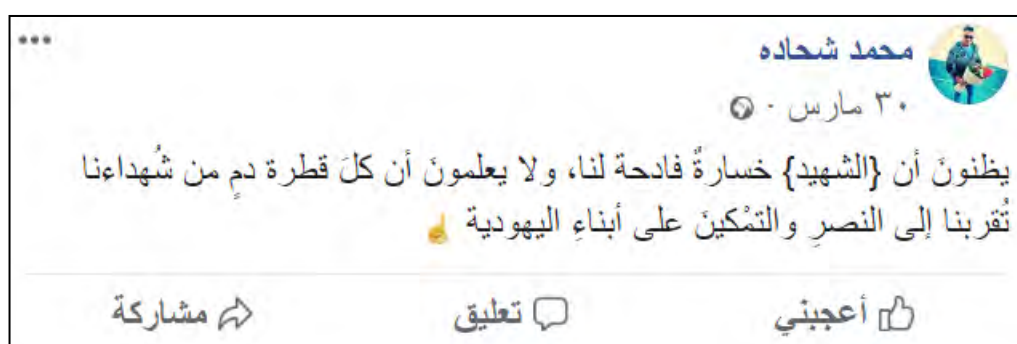 محمد شحاده
٣٠ مارس ·
يظنونَ أن {الشهيد} خسارةٌ فادحة لنا، ولا يعلمونَ أن كلَ قطرة دمٍ من شُهداءنا
تُقربنا إلى النصرِ والتمْكينَ على أبناءِ اليهودية ☝
أعجبني تعليق مشاركة